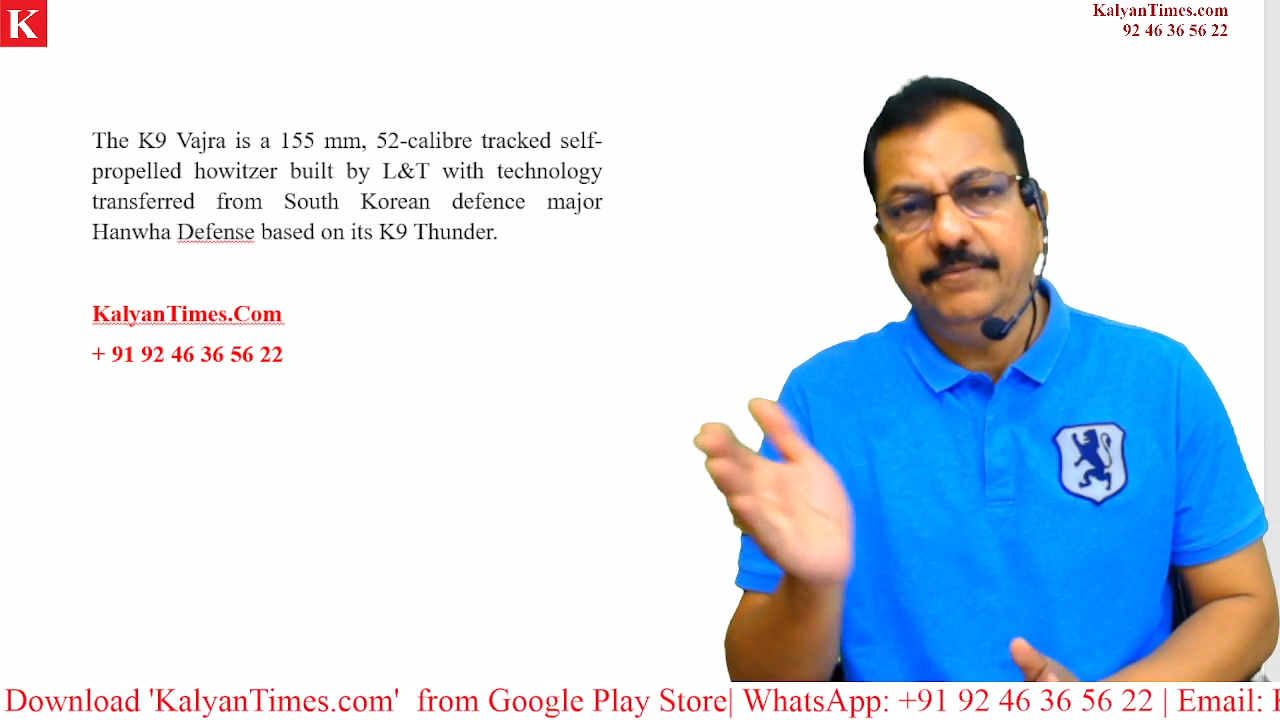 K
KalyanTimes.com
92 46 36 56 22
The K9 Vajra is a 155 mm, 52-calibre tracked self-
propelled howitzer built by L&T with technology
transferred from South Korean defence major
Hanwha Defense based on its K9 Thunder.
KalyanTimes.Com
+ 91 92 46 36 56 22
Download 'KalyanTimes.com' from Google Play Store| WhatsApp: +91 92 46 36 56 22 | Email: